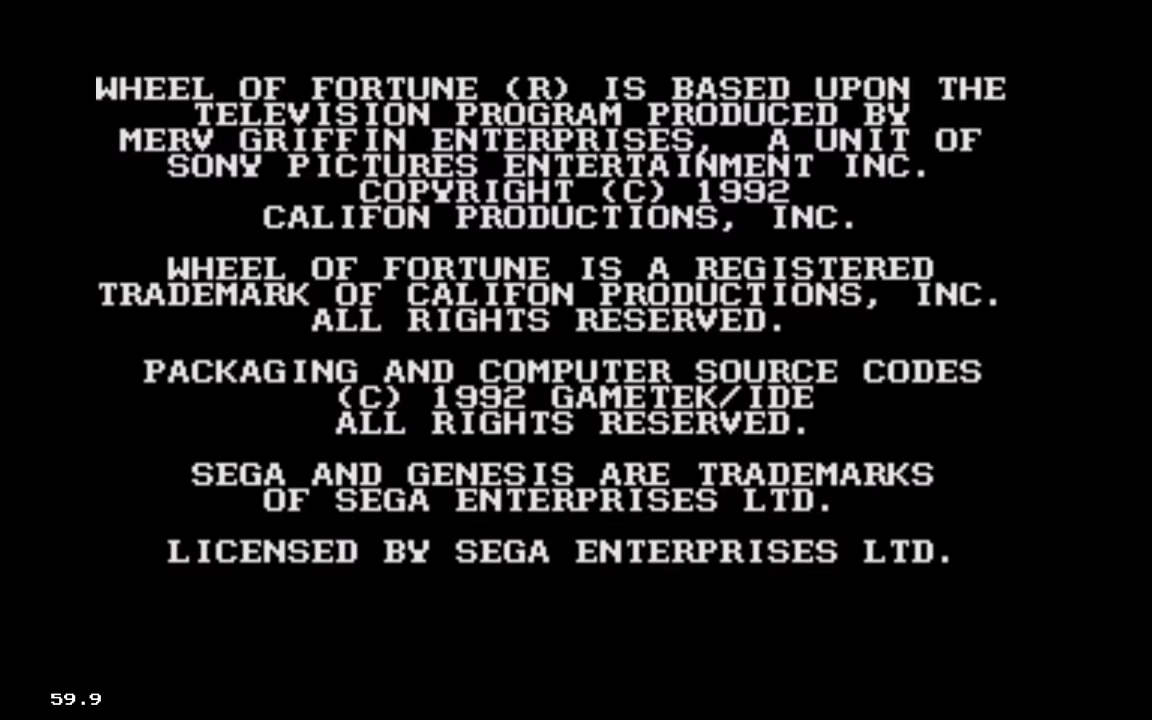 WHEEL OF FORTUNE (R) IS BASED UPON THE
TELEVISION PROGRAM PRODUCED BY
MERV GRIFFIN ENTERPRISES, A UNIT OF
SONY PICTURES ENTERTAINMENT INC.
COPYRIGHT (C) 1992
CALIFON PRODUCTIONS, INC.
WHEEL OF FORTUNE IS A REGISTERED
TRADEMARK OF CALIFON PRODUCTIONS, INC.
ALL RIGHTS RESERVED.
PACKAGING AND COMPUTER SOURCE CODES
(C) 1992 GAMETEK/IDE
ALL RIGHTS RESERVED.
SEGA AND GENESIS ARE TRADEMARKS
OF SEGA ENTERPRISES LTD.
LICENSED BY SEGA ENTERPRISES LTD.
59.9